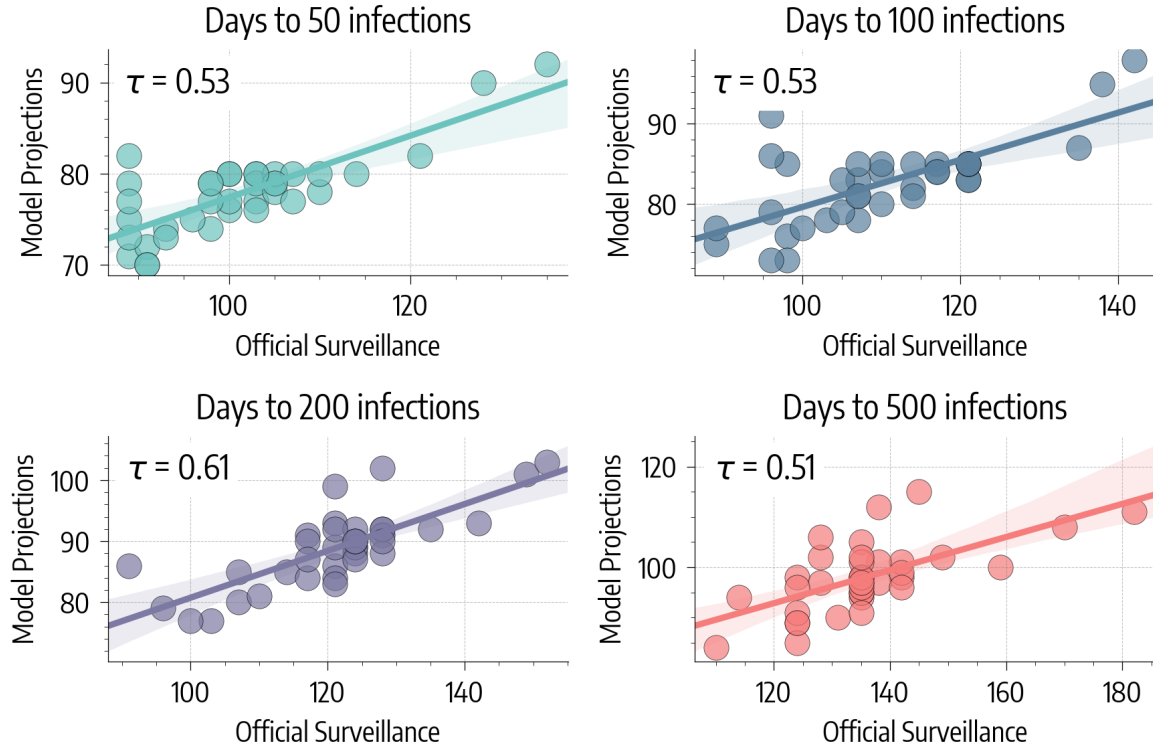 Days to 50 infections
Days to 100 infections
τ = 0.53
τ = 0.53
Model Projections
90
80
70
100
120
Official Surveillance
Model Projections
90
80
100
120
140
Official Surveillance
Days to 200 infections
Days to 500 infections
τ = 0.61
τ = 0.51
Model Projections
100
90
80
100
120
140
Official Surveillance
Model Projections
120
100
120
140
160
180
Official Surveillance